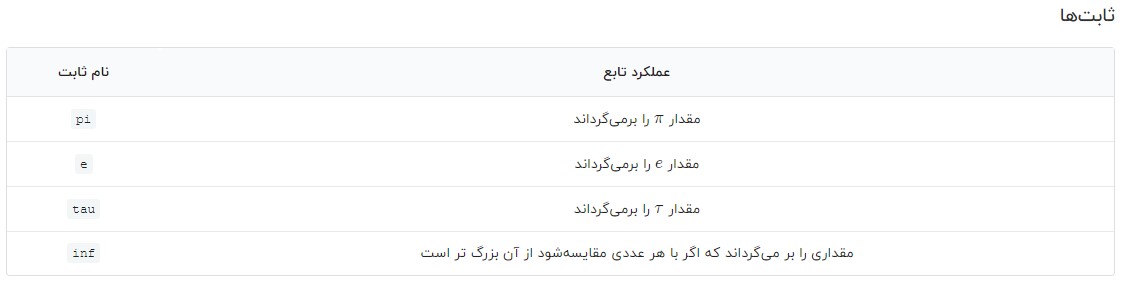 ثابت‌ها
عملکرد تابع نام ثابت
مقدار π را برمی‌گرداند pi
مقدار e را برمی‌گرداند e
مقدار τ را برمی‌گرداند tau
مقداری را بر می‌گرداند که اگر با هر عددی مقایسه‌شود از آن بزرگ تر است inf